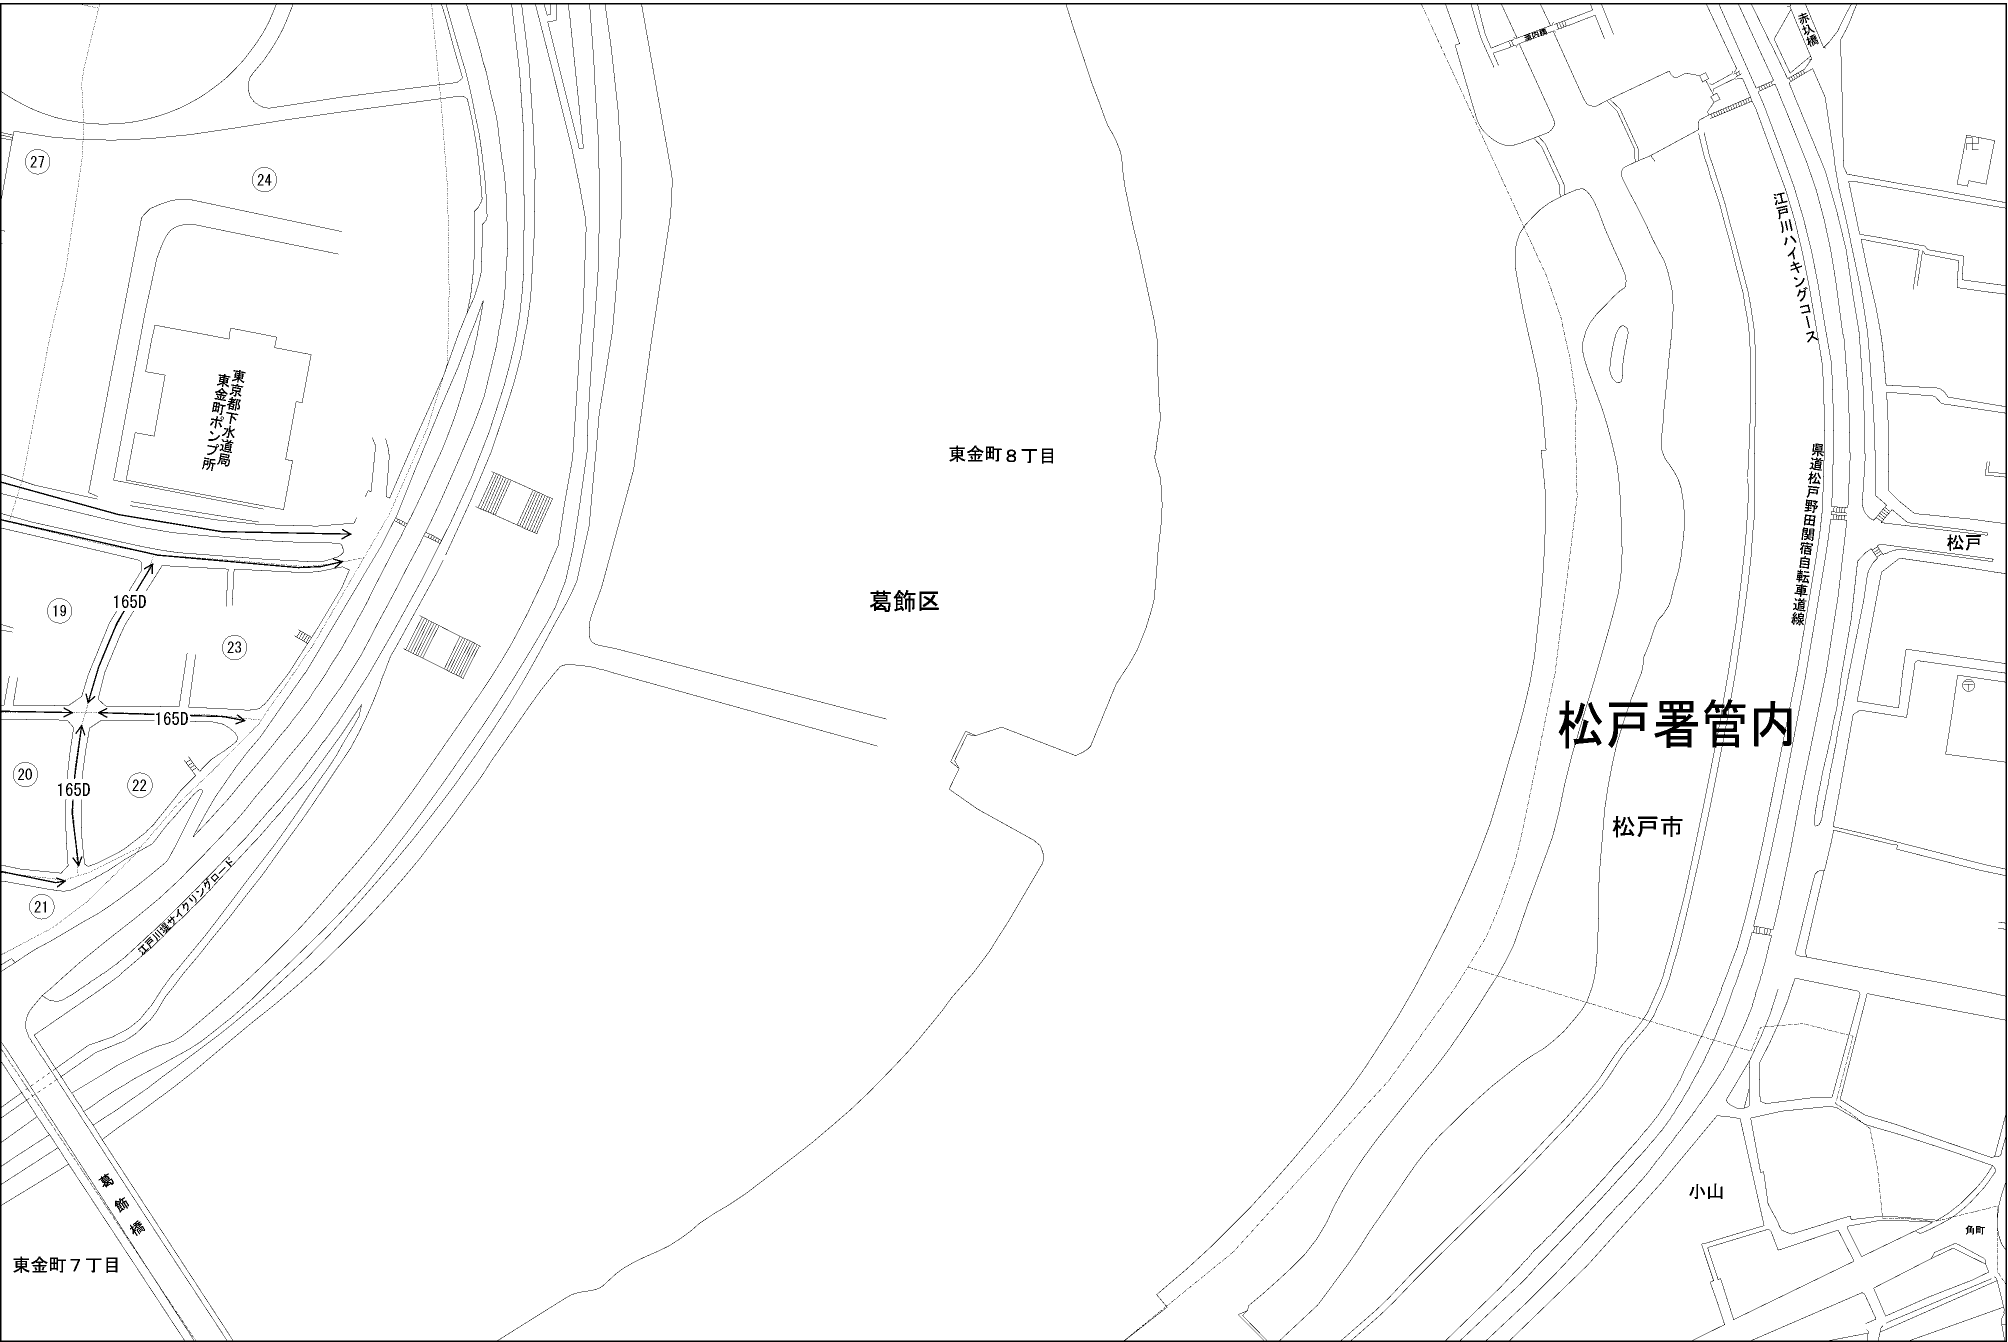 赤圦橋
㉗
㉔
江戸川ハイキングコース
東京都下水道局
東金町ポンプ所
東金町８丁目
県道松戸野田関宿自転車道線
松戸
葛飾区
165D
⑲
㉓
165D
松戸署管内
⑳
165D
㉒
松戸市
江戸川堤サイクリングロード
㉑
葛飾橋
小山
角町
東金町７丁目